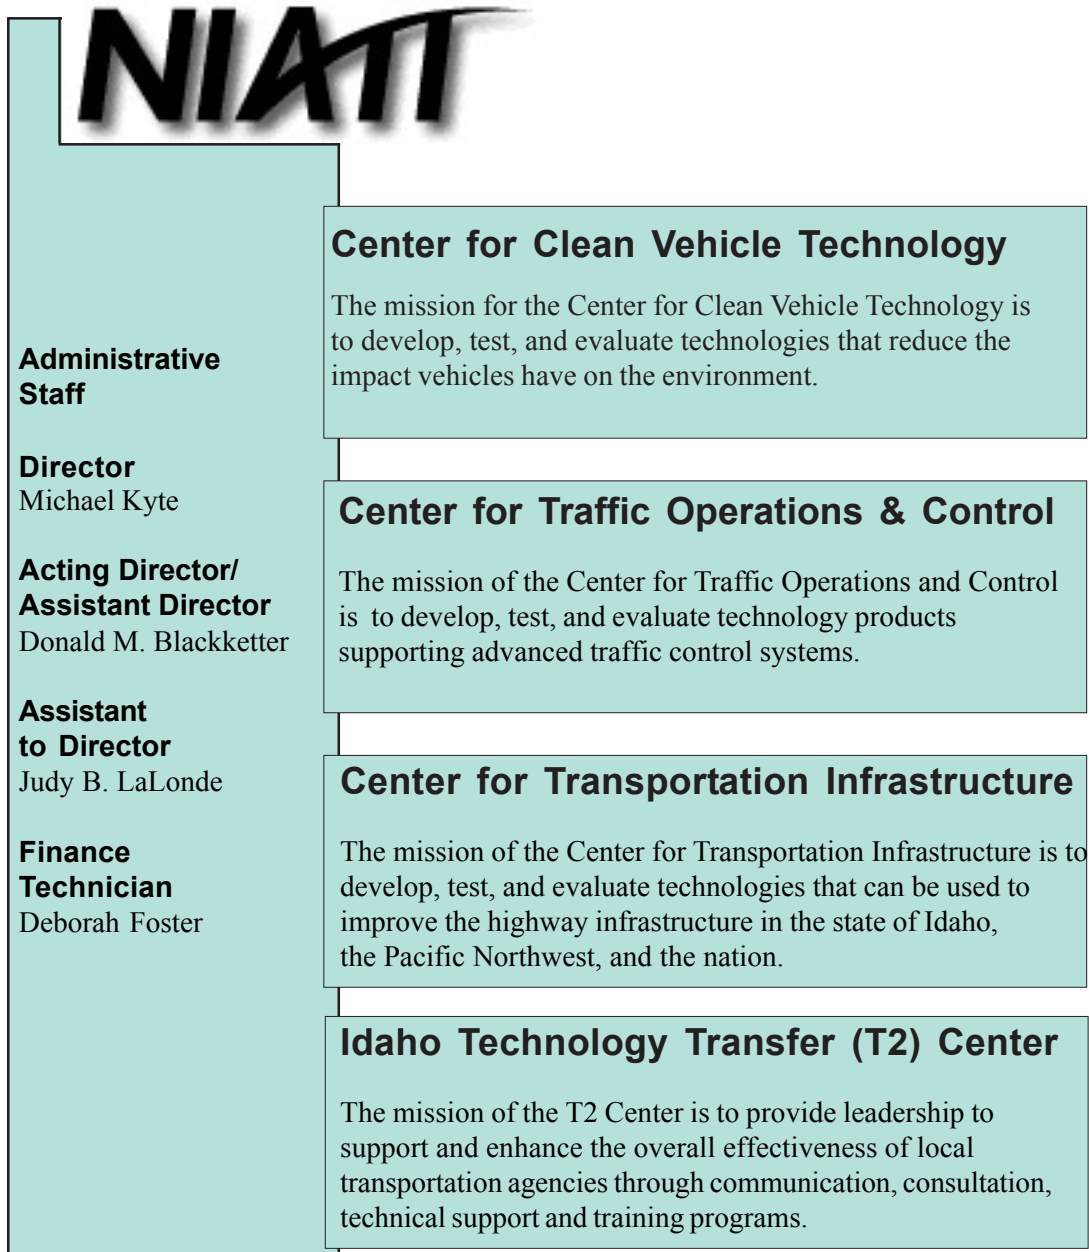 NIATT
Administrative
Staff
Director
Michael Kyte
Acting Director/
Assistant Director
Donald M. Blackketter
Assistant
to Director
Judy B. LaLonde
Finance
Technician
Deborah Foster
Center for Clean Vehicle Technology
The mission for the Center for Clean Vehicle Technology is
to develop, test, and evaluate technologies that reduce the
impact vehicles have on the environment.
Center for Traffic Operations & Control
The mission of the Center for Traffic Operations and Control
is to develop, test, and evaluate technology products
supporting advanced traffic control systems.
Center for Transportation Infrastructure
The mission of the Center for Transportation Infrastructure is to
develop, test, and evaluate technologies that can be used to
improve the highway infrastructure in the state of Idaho,
the Pacific Northwest, and the nation.
Idaho Technology Transfer (T2) Center
The mission of the T2 Center is to provide leadership to
support and enhance the overall effectiveness of local
transportation agencies through communication, consultation,
technical support and training programs.